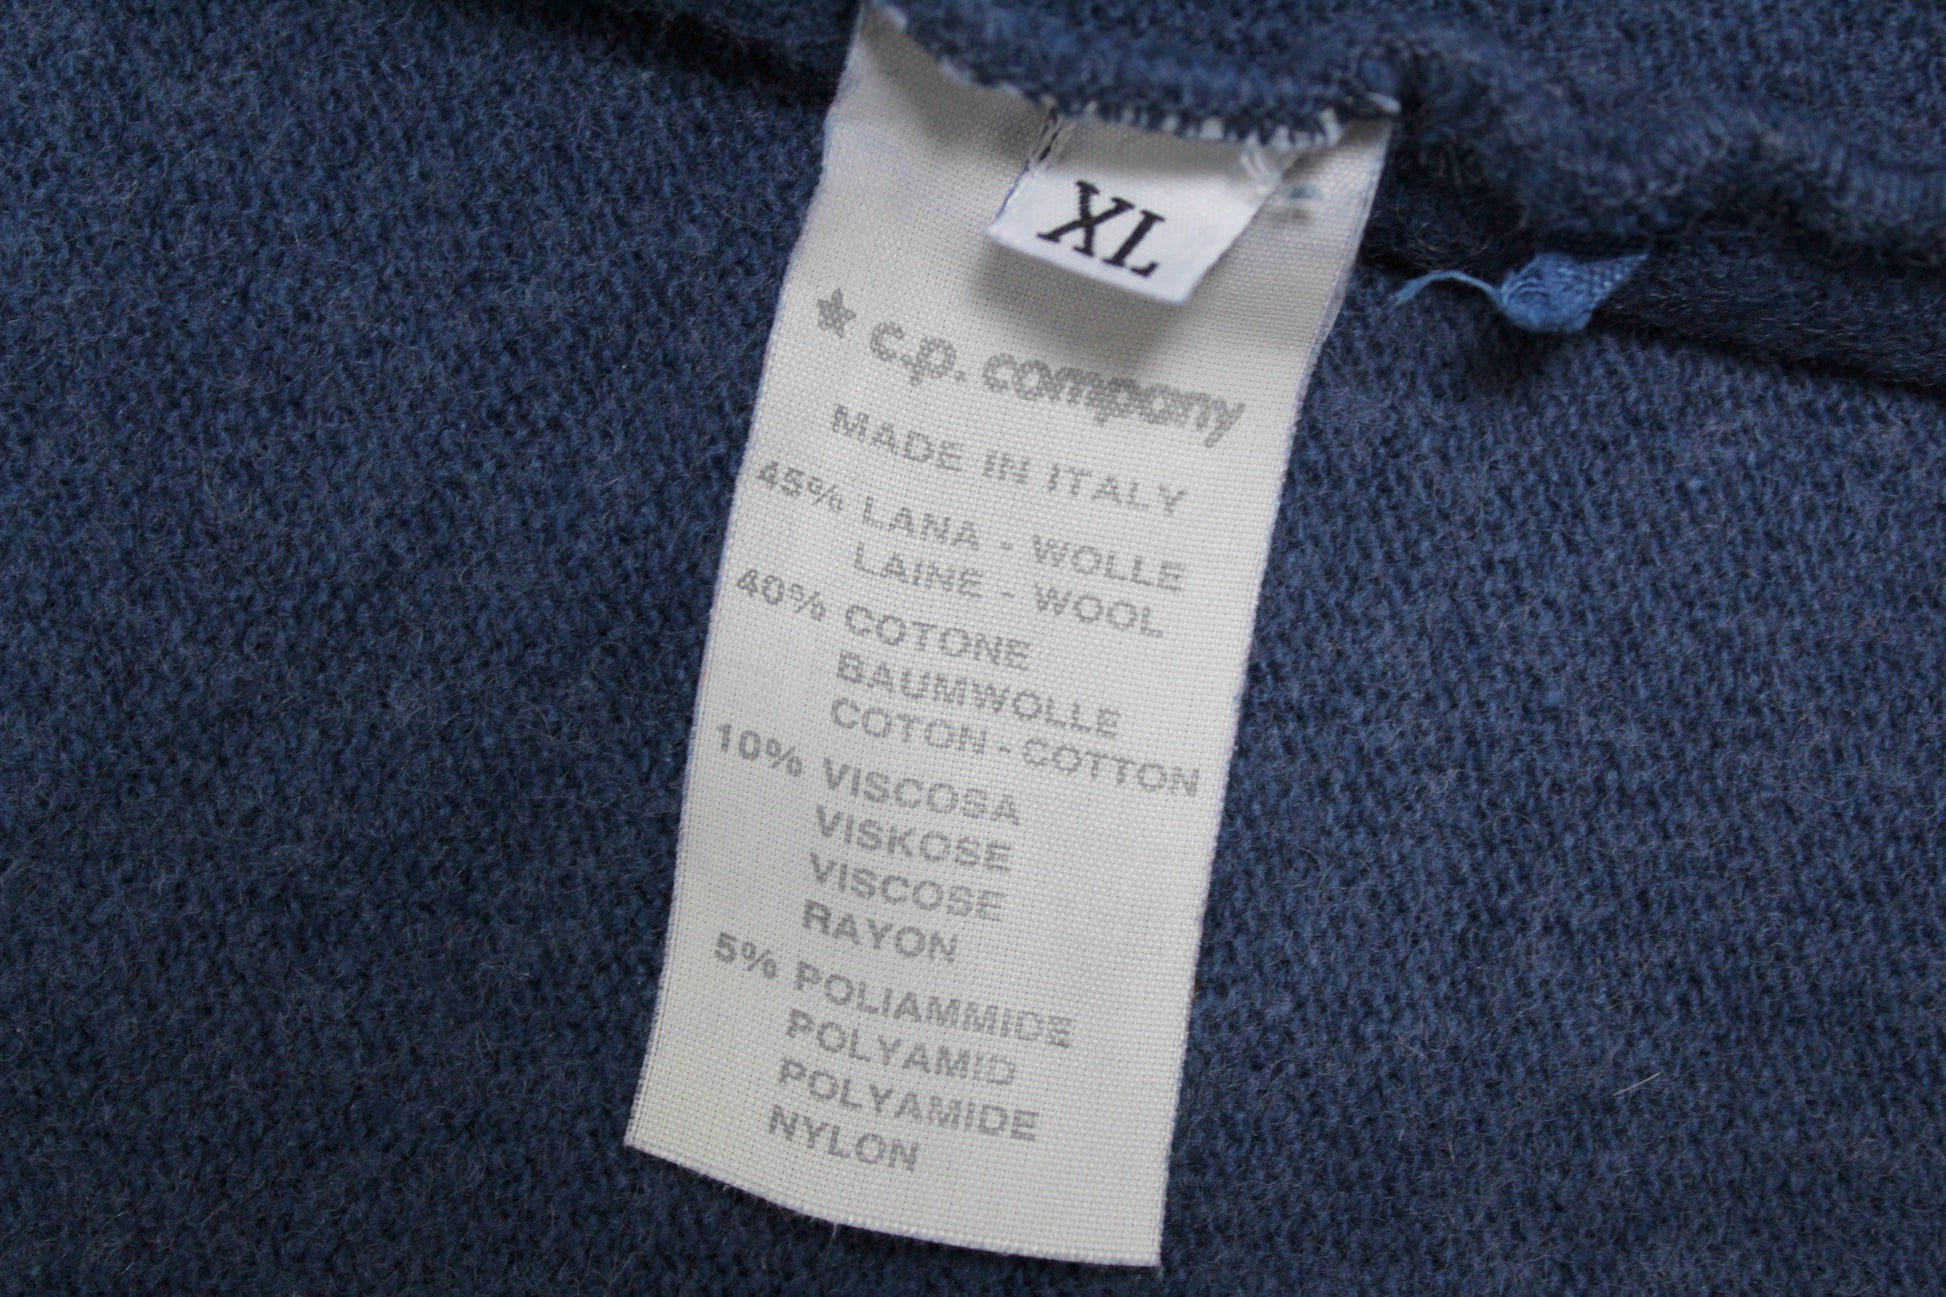 XL
c.p. company
MADE IN ITALY
45% LANA - WOLLE
LAINE - WOOL
40% COTONE
BAUMWOLLE
COTON - COTTON
10% VISCOSA
VISKOSE
VISCOSE
RAYON
5% POLIAMMIDE
POLYAMID
POLYAMIDE
NYLON